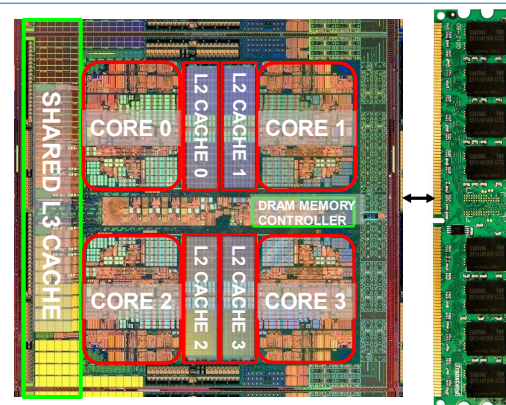 SHARED L3 CACHE
CORE 0
L2 CACHE 0
L2 CACHE 1
CORE 1
DRAM MEMORY
CONTROLLER
CORE 2
L2 CACHE 2
L2 CACHE 3
CORE 3
Transcend